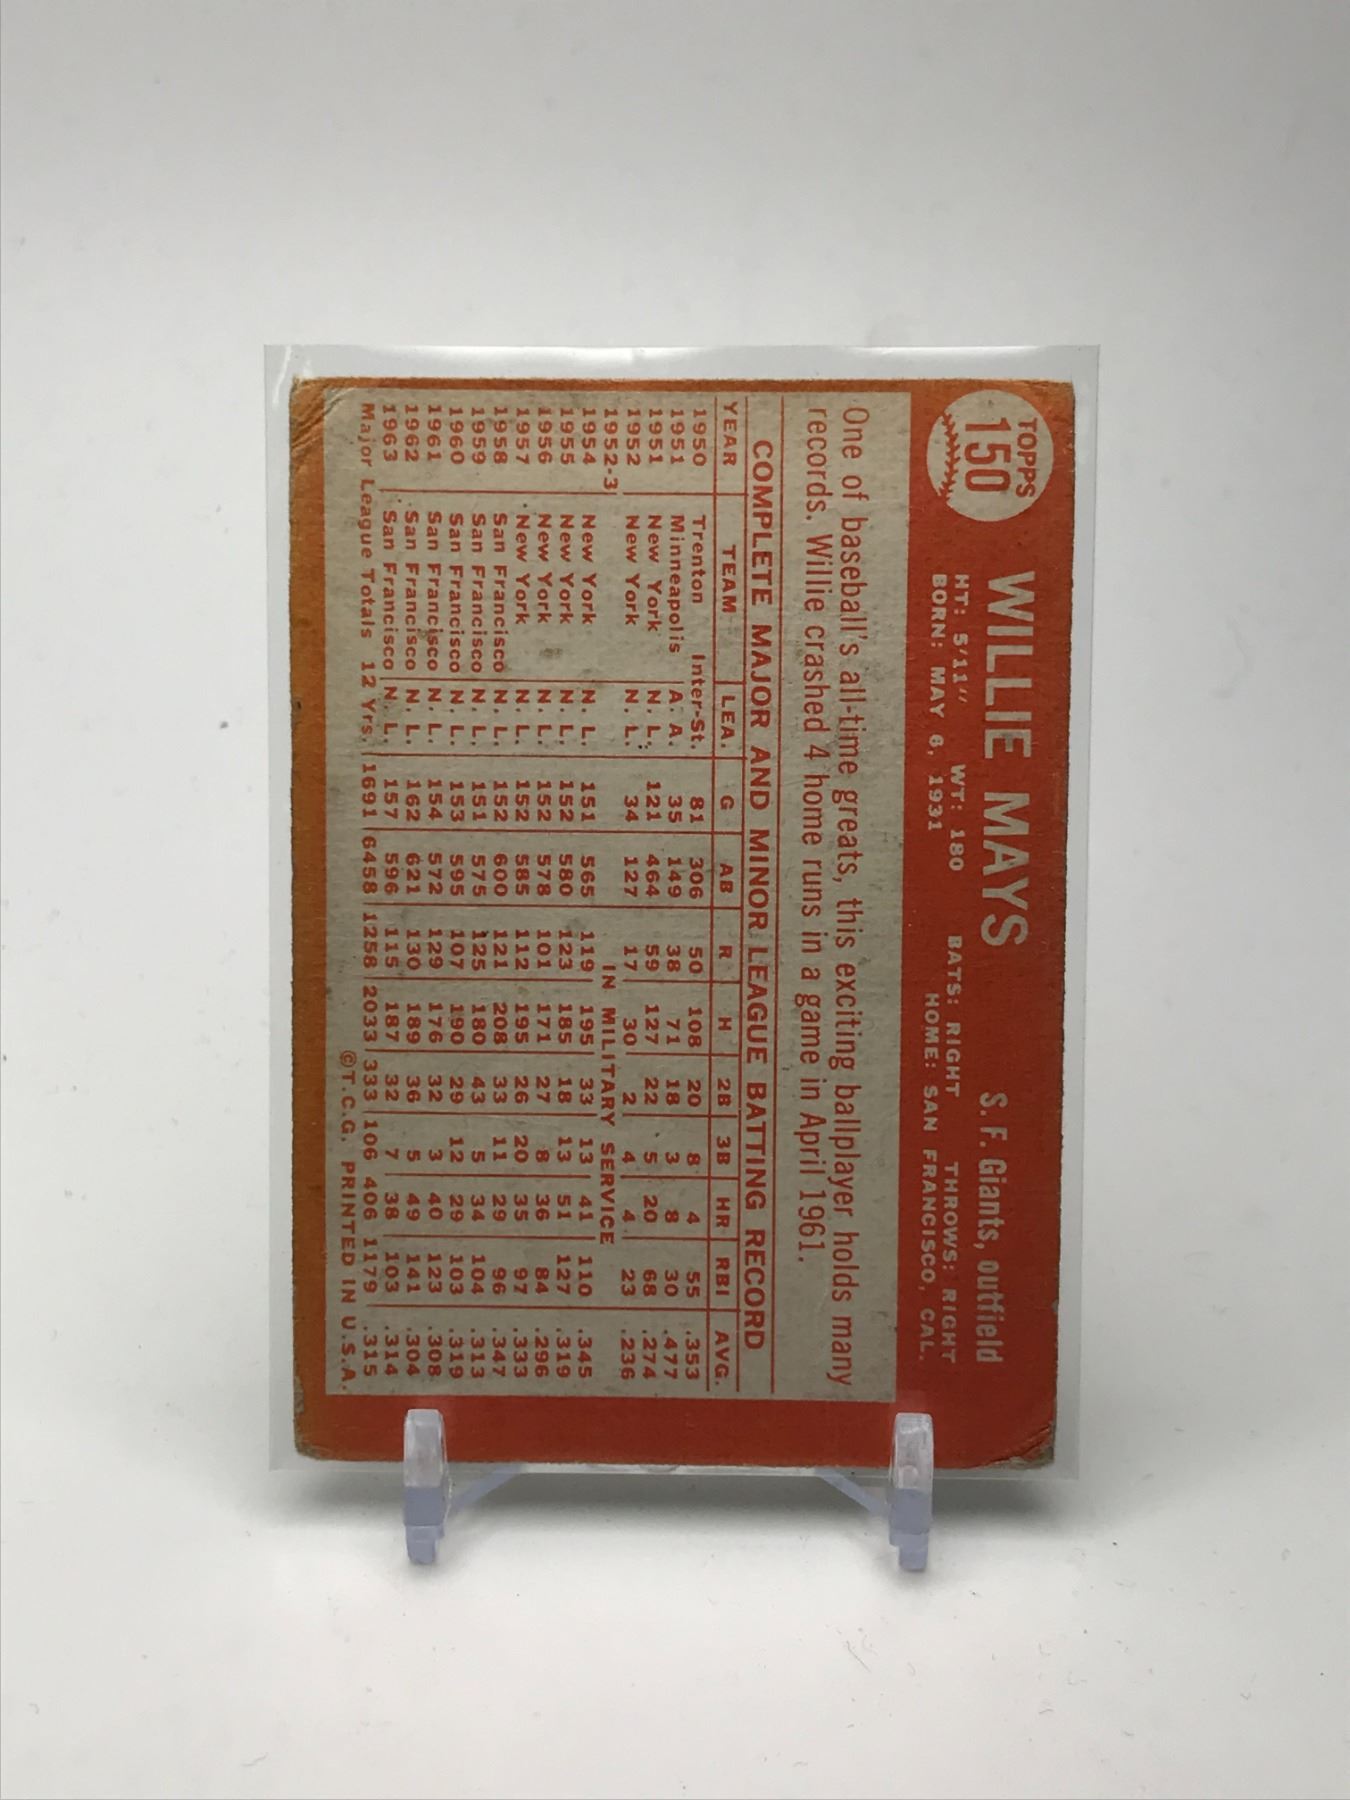 TOPPS
150
WILLIE MAYS
S. F. Giants, outfield
HT: 5'11" WT: 180 BATS: RIGHT THROWS: RIGHT
BORN: MAY 6, 1931 HOME: SAN FRANCISCO, CAL.
One of baseball's all-time greats, this exciting ballplayer holds many
records. Willie crashed 4 home runs in a game in April 1961.
COMPLETE MAJOR AND MINOR LEAGUE BATTING RECORD
YEAR TEAM LEA. G AB R H 2B 3B HR RBI AVG.
1950 Trenton Inter-St. 81 306 50 108 20 8 4 55 .353
1951 Minneapolis A. A. 35 149 38 71 18 3 8 30 .477
1951 New York N. L. 121 464 59 127 22 5 20 68 .274
1952 New York N. L. 34 127 17 30 2 4 4 23 .236
1952-3 IN MILITARY SERVICE
1954 New York N. L. 151 565 119 195 33 13 41 110 .345
1955 New York N. L. 152 580 123 185 18 13 51 127 .319
1956 New York N. L. 152 578 101 171 27 8 36 84 .296
1957 New York N. L. 152 585 112 195 26 20 35 97 .333
1958 San Francisco N. L. 152 600 121 208 33 11 29 96 .347
1959 San Francisco N. L. 151 575 125 180 43 5 34 104 .313
1960 San Francisco N. L. 153 595 107 190 29 12 29 103 .319
1961 San Francisco N. L. 154 572 129 176 32 3 40 123 .308
1962 San Francisco N. L. 162 621 130 189 36 5 49 141 .304
1963 San Francisco N. L. 157 596 115 187 32 7 38 103 .314
Major League Totals 12 Yrs. 1691 6458 1258 2033 333 106 406 1179 .315
©T.C.G. PRINTED IN U.S.A.